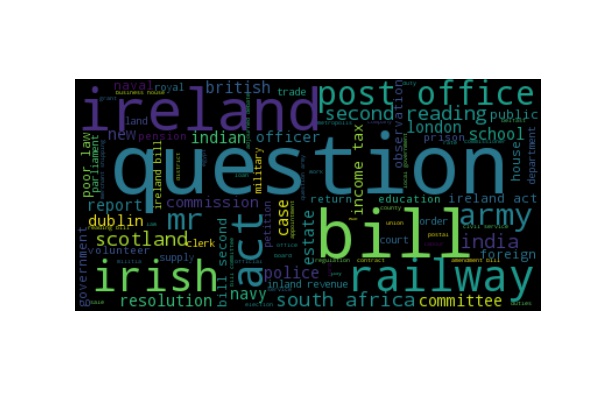 naval
royal
british
trade
business house
grant
land
ireland
post office
second reading
public
new
pension
indian
officer
london
school
observation
prison
poor law
parliament
ireland bill
question
military
income tax
house
department
report
commission
case
petition
return
education
ireland act
dublin
mr
act
estate
bill
army
order
union
civil service
scotland
clerk
court
india
foreign
government
volunteer
supply
irish
bill second
police
railway
regulation
contract
amendment bill
inland revenue
navy
resolution
south africa
committee
election
duties